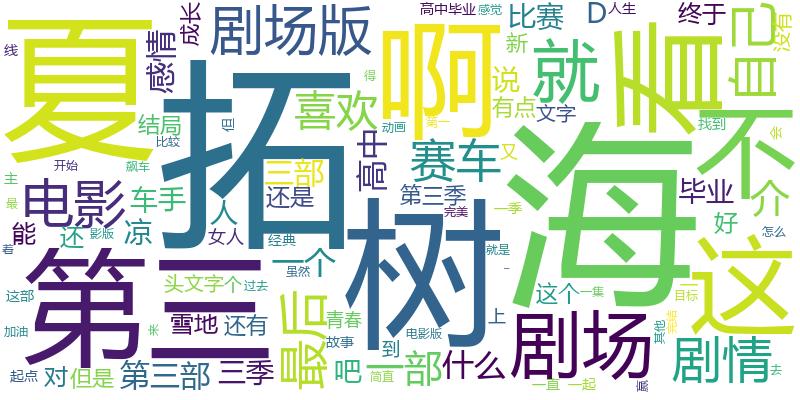 夏
拓
海
树
第三
啊
看
这
不
就
自己
剧场版
剧场
电影
赛车
最后
喜欢
感情
剧情
高中
一部
一个
什么
第三部
三季
第三季
三部
还是
还有
雪地
头文字个
车手
结局
成长
高中毕业
感觉
比赛
D
人生
终于
没有
新
说
有点
文字
又
得
动画
第一
找到
会
毕业
介
好
怎么
线
但
比较
开始
飙车
主
最
能
还
凉
人
女人
影版
经典
虽然
过去
着
这部
加油
来
起点
对
但是
青春
故事
吧
到
电影版
简直
上
完美
一季
就是
这个
一集
二
目标
完结
其他
一直
一起
赢
去